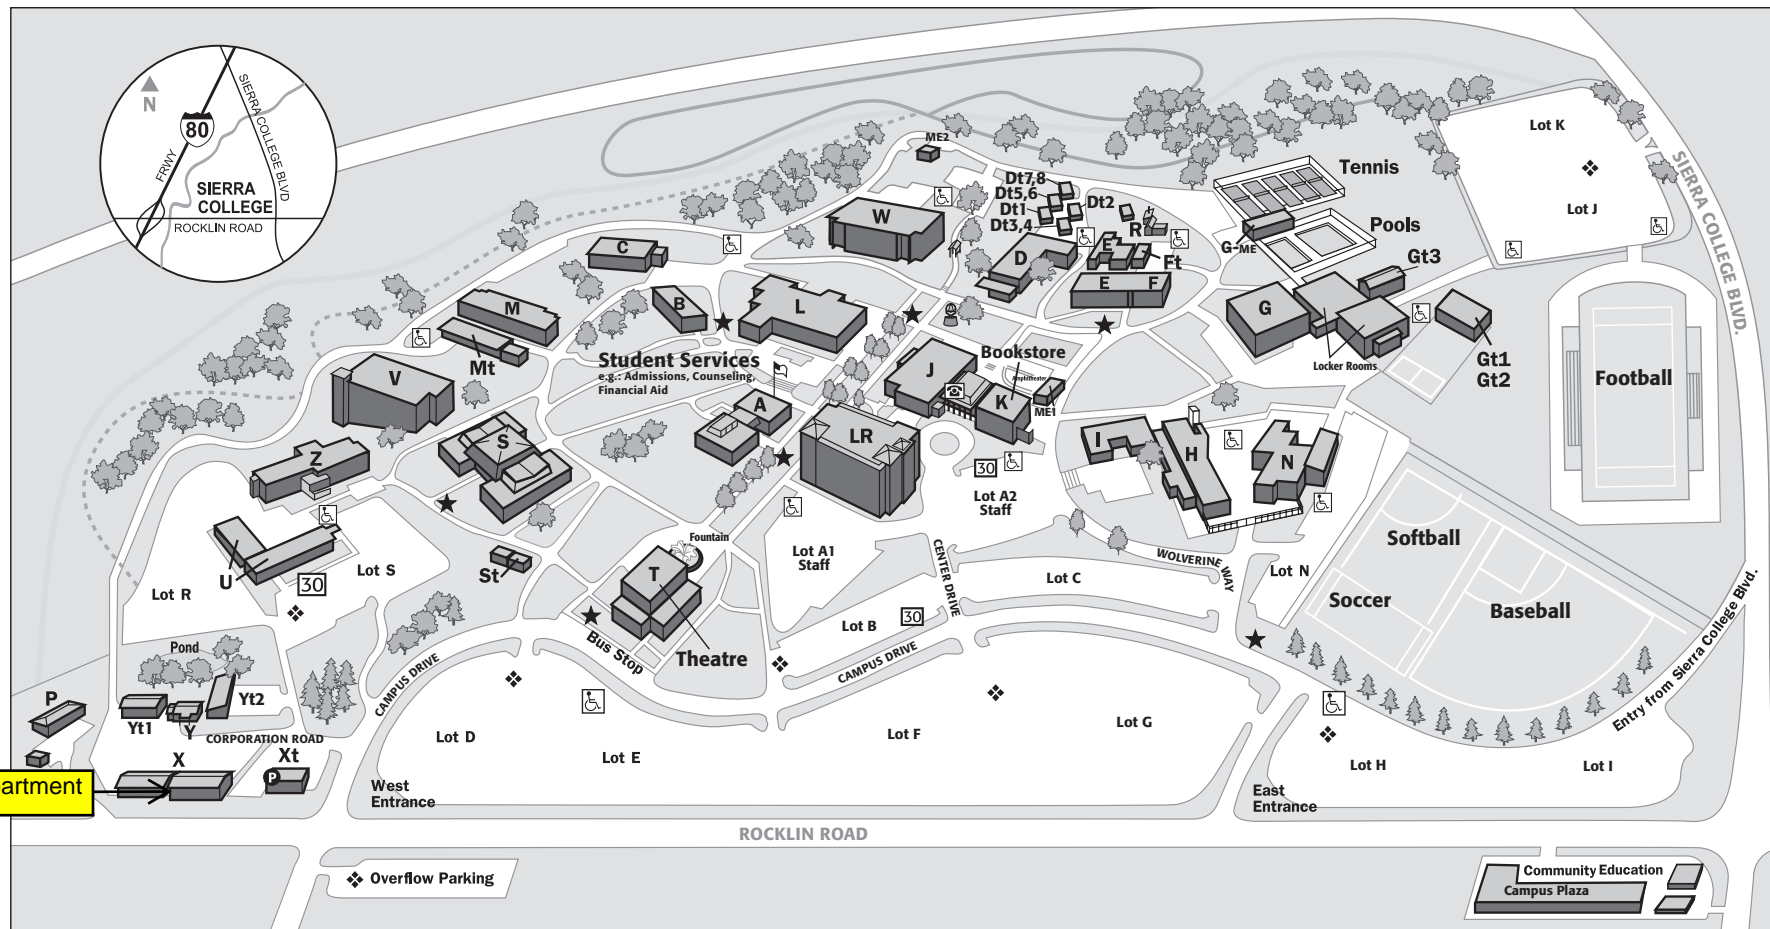 N
80
FRWY
SIERRA COLLEGE BLVD
SIERRA
COLLEGE
ROCKLIN ROAD
ME2
Lot K
SIERRA COLLEGE BLVD.
Tennis
Dt7,8
Dt5,6
Dt1
Dt2
Dt3,4
Lot J
W
R
Pools
C
D
E
G-ME
Ft
Gt3
M
B
L
E
F
G
Mt
Student Services
e.g.: Admissions, Counseling,
Financial Aid
Bookstore
J
Amphitheater
Locker Rooms
Gt1
Gt2
Football
V
A
K
ME1
S
LR
I
H
N
Z
30
Lot A2
Staff
Softball
Fountain
Lot A1
Staff
CENTER DRIVE
WOLVERINE WAY
U
30
Lot S
St
T
Lot C
Lot N
Lot R
Soccer
Baseball
Lot B
30
Pond
Bus Stop
Theatre
CAMPUS DRIVE
CAMPUS DRIVE
Entry from Sierra College Blvd.
P
Yt1
Y
Yt2
CORPORATION ROAD
Lot D
Lot E
Lot F
Lot G
X
Xt
P
Lot H
Lot I
artment
West
Entrance
East
Entrance
ROCKLIN ROAD
Overflow Parking
Community Education
Campus Plaza